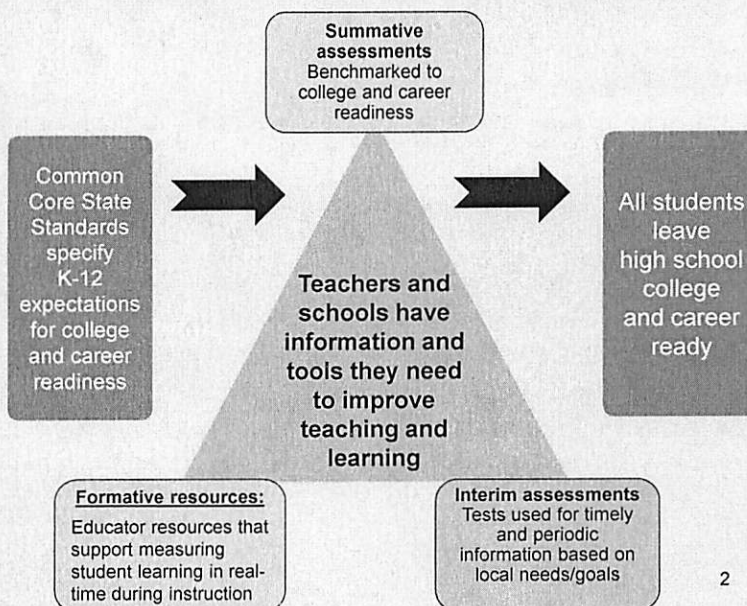 Summative
assessments
Benchmarked to
college and career
readiness
Common
Core State
Standards
specify
K-12
expectations
for college
and career
readiness
Teachers and
schools have
information and
tools they need
to improve
teaching and
learning
All students
leave
high school
college
and career
ready
Formative resources:
Educator resources that
support measuring
student learning in real-
time during instruction
Interim assessments
Tests used for timely
and periodic
information based on
local needs/goals
2